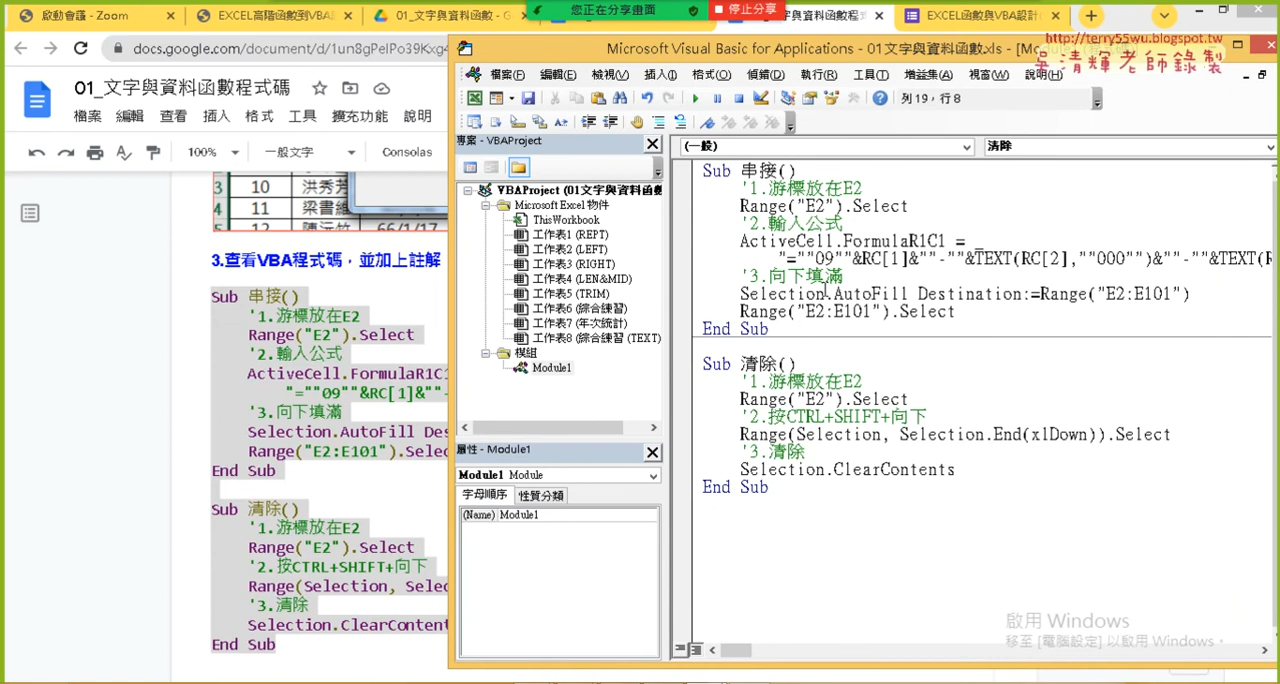 啟動會議 - Zoom
EXCEL高階函數到VBA
01_文字與資料函數 - G
您正在分享畫面
停止分享
與資料函數程式
EXCEL函數與VBA設計
docs.google.com/document/d/1un8gPelPo39Kxg4
http://terry55wu.blogspot.tw
吳清輝老師錄製
01_文字與資料函數程式碼
檔案 編輯 查看 插入 格式 工具 擴充功能 說明
100% 一般文字 Consolas
3 10 洪秀芳
4 11 梁書維
5 12 66/1/17
3.查看VBA程式碼，並加上註解
Sub 串接()
'1.游標放在E2
Range("E2").Select
'2.輸入公式
ActiveCell.FormulaR1C1
"=""09""&RC[1]&""-
'3.向下填滿
Selection.AutoFill Des
Range("E2:E101").Selec
End Sub
Sub 清除()
'1.游標放在E2
Range("E2").Select
'2.按CTRL+SHIFT+向下
Range(Selection, Selec
'3.清除
Selection.ClearContent
End Sub
Microsoft Visual Basic for Applications - 01文字與資料函數.xls - [Mo
檔案(F) 編輯(E) 檢視(V) 插入(I) 格式(O) 偵錯(D) 執行(R) 工具(T) 增益集(A) 視窗(W) 說明(H)
列 19，行 8
專案 - VBAProject
VBAProject (01文字與資料函數
Microsoft Excel 物件
ThisWorkbook
工作表1 (REPT)
工作表2 (LEFT)
工作表3 (RIGHT)
工作表4 (LEN&MID)
工作表5 (TRIM)
工作表6 (綜合練習)
工作表7 (年次統計)
工作表8 (綜合練習 (TEXT)
模組
Module1
屬性 - Module1
Module1 Module
字母順序 性質分類
(Name) Module1
(一般) 清除
Sub 串接()
'1.游標放在E2
Range("E2").Select
'2.輸入公式
ActiveCell.FormulaR1C1 = _
"=""09""&RC[1]&""-""&TEXT(RC[2],""000"")&""-""&TEXT(R
'3.向下填滿
Selection.AutoFill Destination:=Range("E2:E101")
Range("E2:E101").Select
End Sub
Sub 清除()
'1.游標放在E2
Range("E2").Select
'2.按CTRL+SHIFT+向下
Range(Selection, Selection.End(xlDown)).Select
'3.清除
Selection.ClearContents
End Sub
啟用 Windows
移至 [電腦設定] 以啟用 Windows。